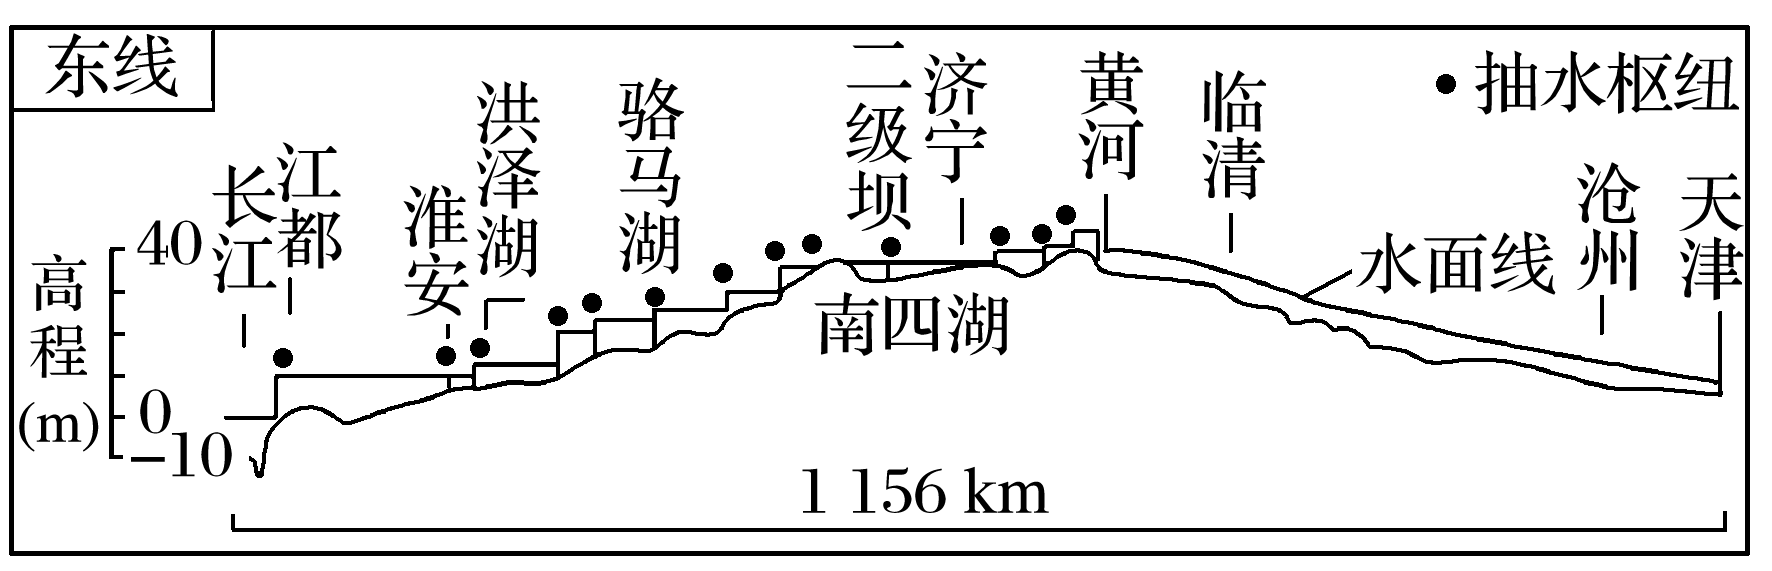 东线
长江
江都
淮安
洪泽湖
骆马湖
二级坝
济宁
黄河
临清
沧州
天津
● 抽水枢纽
水面线
南四湖
高程
(m)
40
0
−10
1 156 km